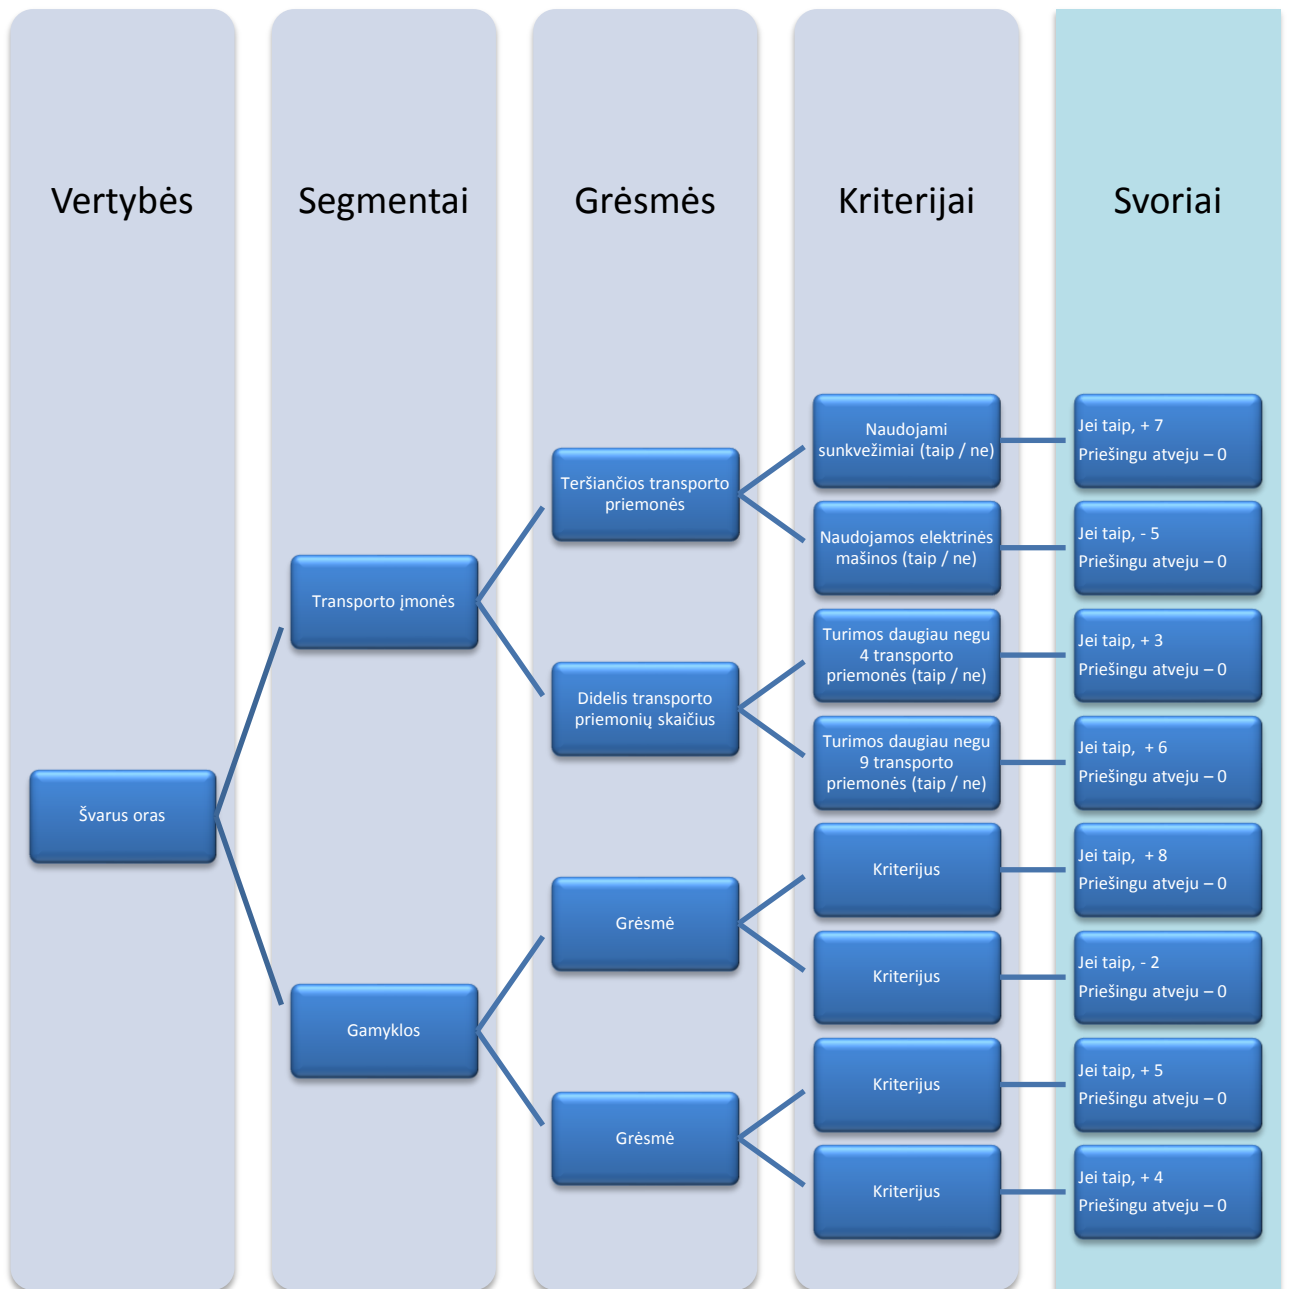 Vertybės
Segmentai
Grėsmės
Kriterijai
Svoriai
Švarus oras
Transporto įmonės
Teršiančios transporto
priemonės
Naudojami
sunkvežimiai (taip / ne)
Jei taip, + 7
Priešingu atveju – 0
Naudojamos elektrinės
mašinos (taip / ne)
Jei taip, - 5
Priešingu atveju – 0
Didelis transporto
priemonių skaičius
Turimos daugiau negu
4 transporto
priemonės (taip / ne)
Jei taip, + 3
Priešingu atveju – 0
Turimos daugiau negu
9 transporto
priemonės (taip / ne)
Jei taip,  + 6
Priešingu atveju – 0
Gamyklos
Grėsmė
Kriterijus
Jei taip,  + 8
Priešingu atveju – 0
Kriterijus
Jei taip, - 2
Priešingu atveju – 0
Grėsmė
Kriterijus
Jei taip, + 5
Priešingu atveju – 0
Kriterijus
Jei taip, + 4
Priešingu atveju – 0